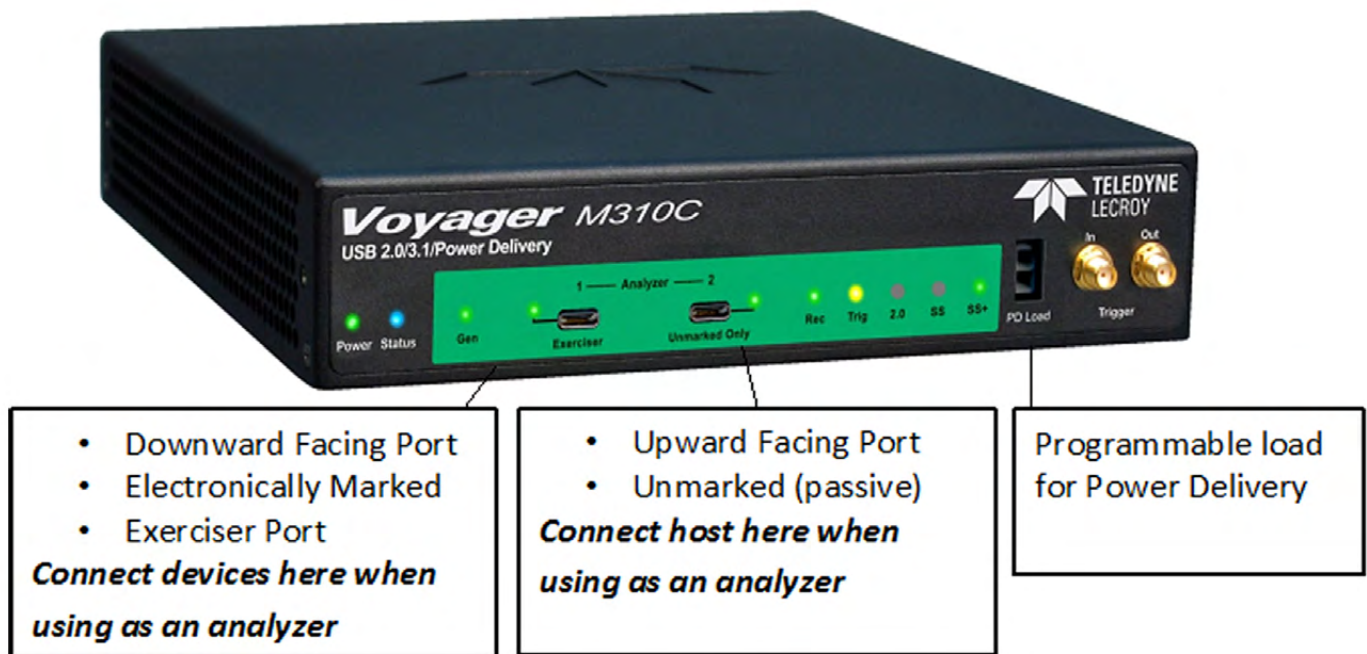 TELEDYNE
LECROY
Voyager M310C
USB 2.0/3.1/Power Delivery
In
Out
1 Analyzer 2
Power
Status
Gen
Exerciser
Unmarked Only
Rec
Trig
2.0
SS
SS+
PD Load
Trigger
• Downward Facing Port
• Electronically Marked
• Exerciser Port
Connect devices here when
using as an analyzer
• Upward Facing Port
• Unmarked (passive)
Connect host here when
using as an analyzer
Programmable load
for Power Delivery